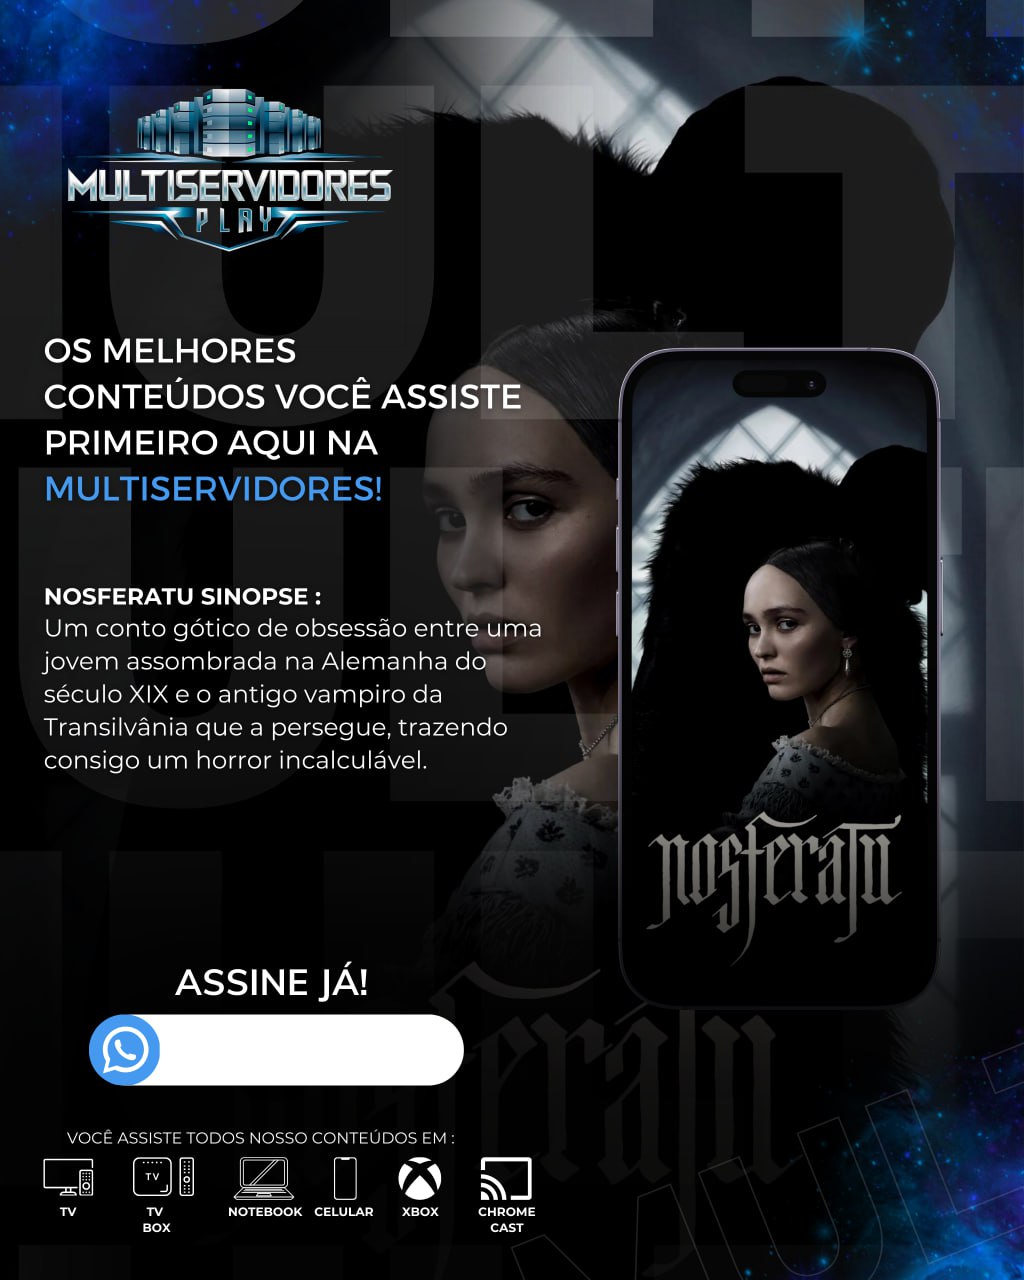 MULTISERVIDORES
PLAY
OS MELHORES
CONTEÚDOS VOCÊ ASSISTE
PRIMEIRO AQUI NA
MULTISERVIDORES!
NOSFERATU SINOPSE :
Um conto gótico de obsessão entre uma
jovem assombrada na Alemanha do
século XIX e o antigo vampiro da
Transilvânia que a persegue, trazendo
consigo um horror incalculável.
nosferatu
ASSINE JÁ!
nosferatu
VOCÊ ASSISTE TODOS NOSSO CONTEÚDOS EM :
TV
TV
TV
BOX
NOTEBOOK
CELULAR
XBOX
CHROME
CAST
MULT